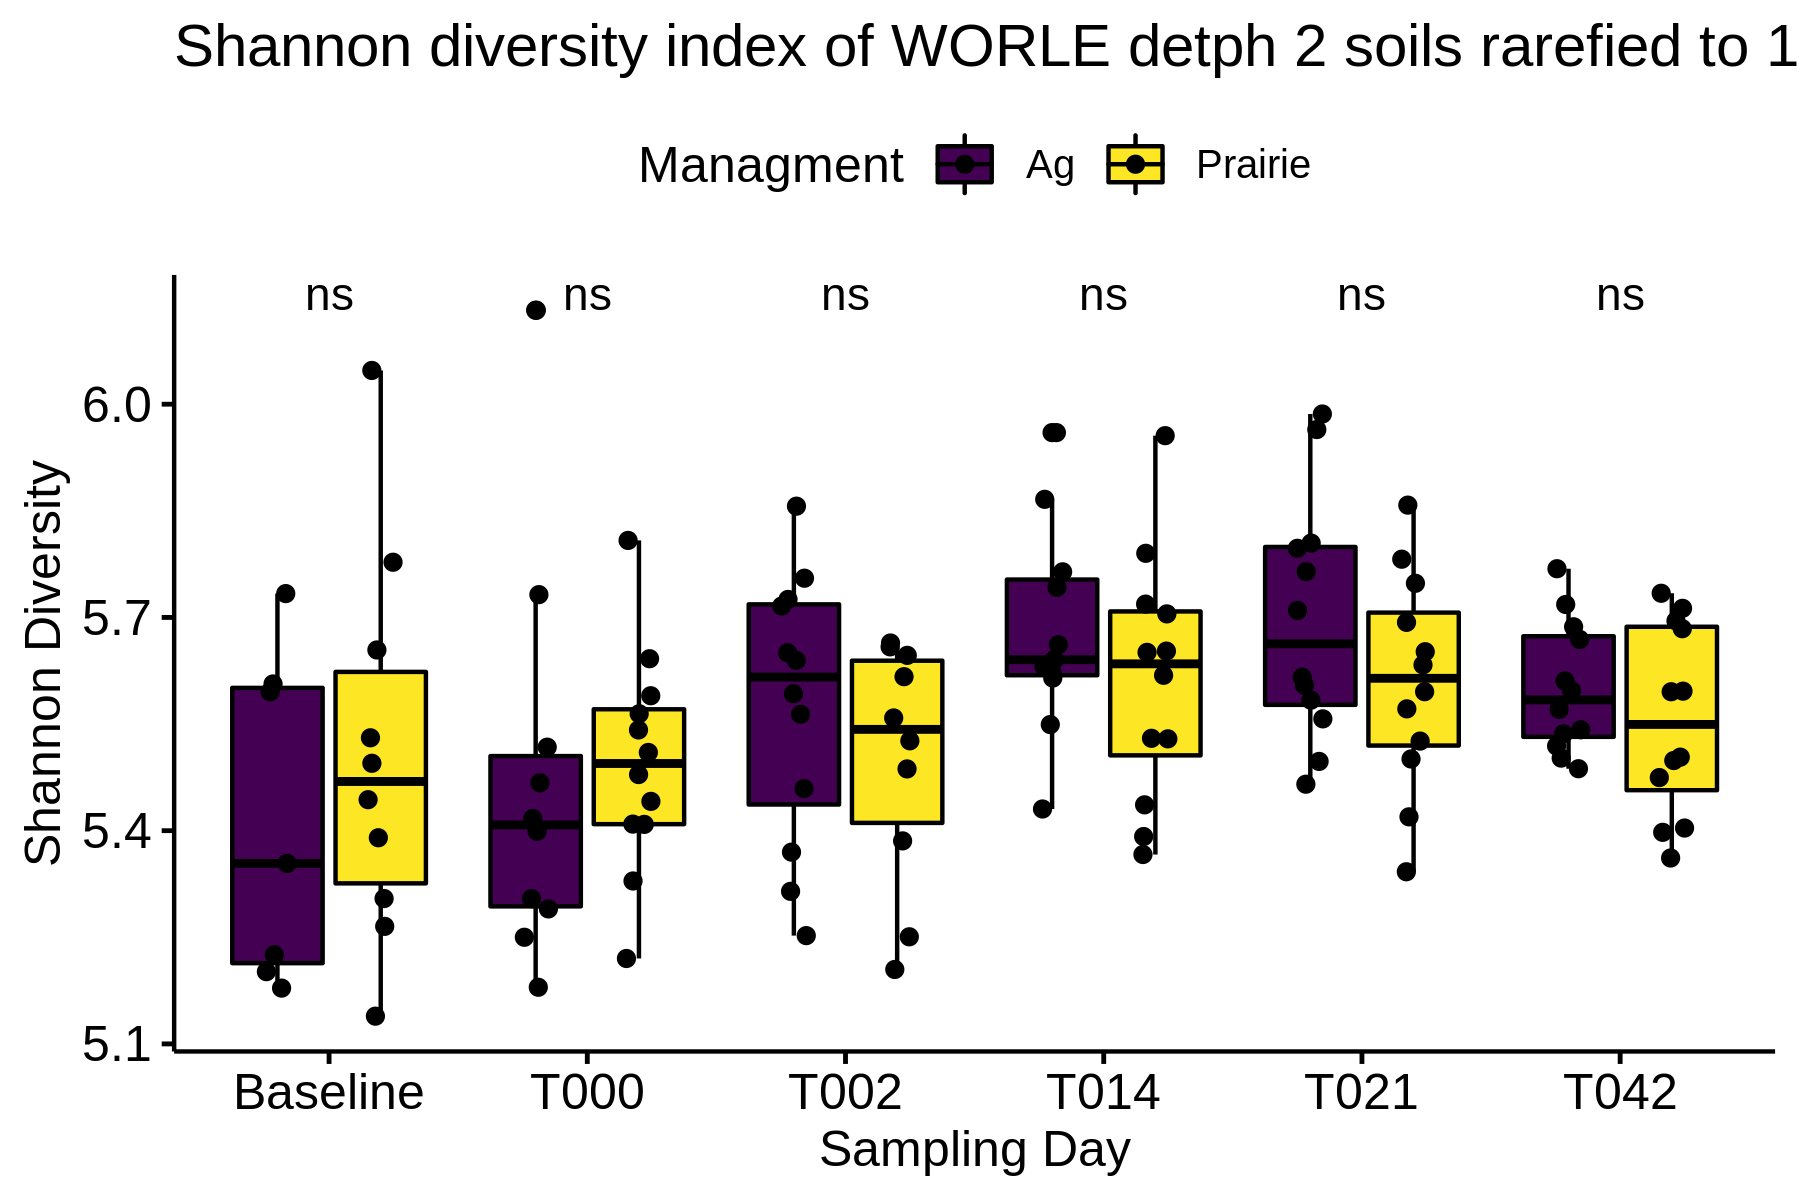 Shannon diversity index of WORLE detph 2 soils rarefied to 1
Managment Ag Prairie
ns ns ns ns ns ns
6.0
5.7
5.4
5.1
Shannon Diversity
Baseline T000 T002 T014 T021 T042
Sampling Day